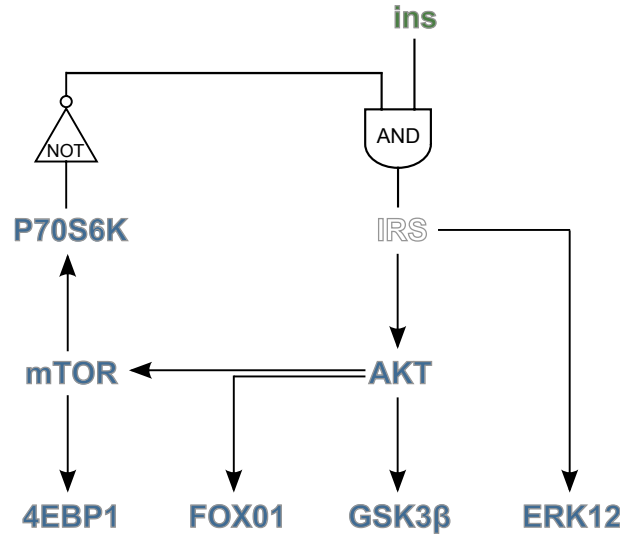 ins
AND
NOT
P70S6K
IRS
mTOR
AKT
4EBP1
FOX01
GSK3β
ERK12